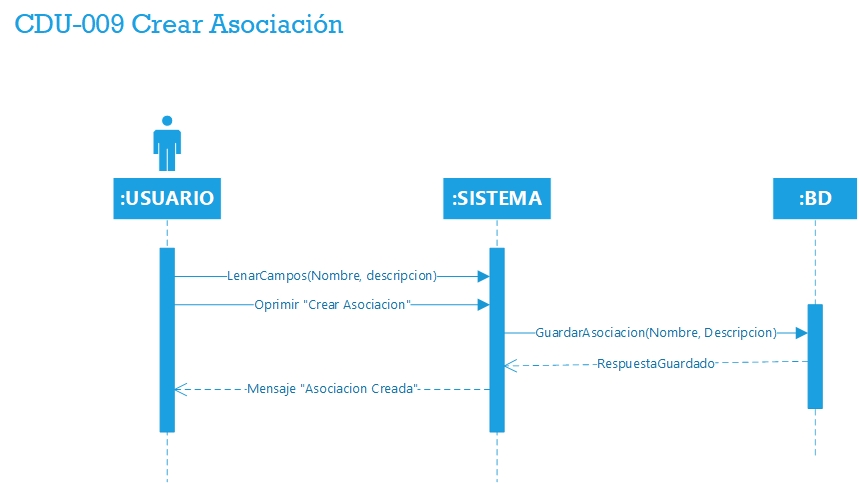 CDU-009 Crear Asociación
:USUARIO
:SISTEMA
:BD
LenarCampos(Nombre, descripcion)
Oprimir "Crear Asociacion"
GuardarAsociacion(Nombre, Descripcion)
RespuestaGuardado
Mensaje "Asociacion Creada"